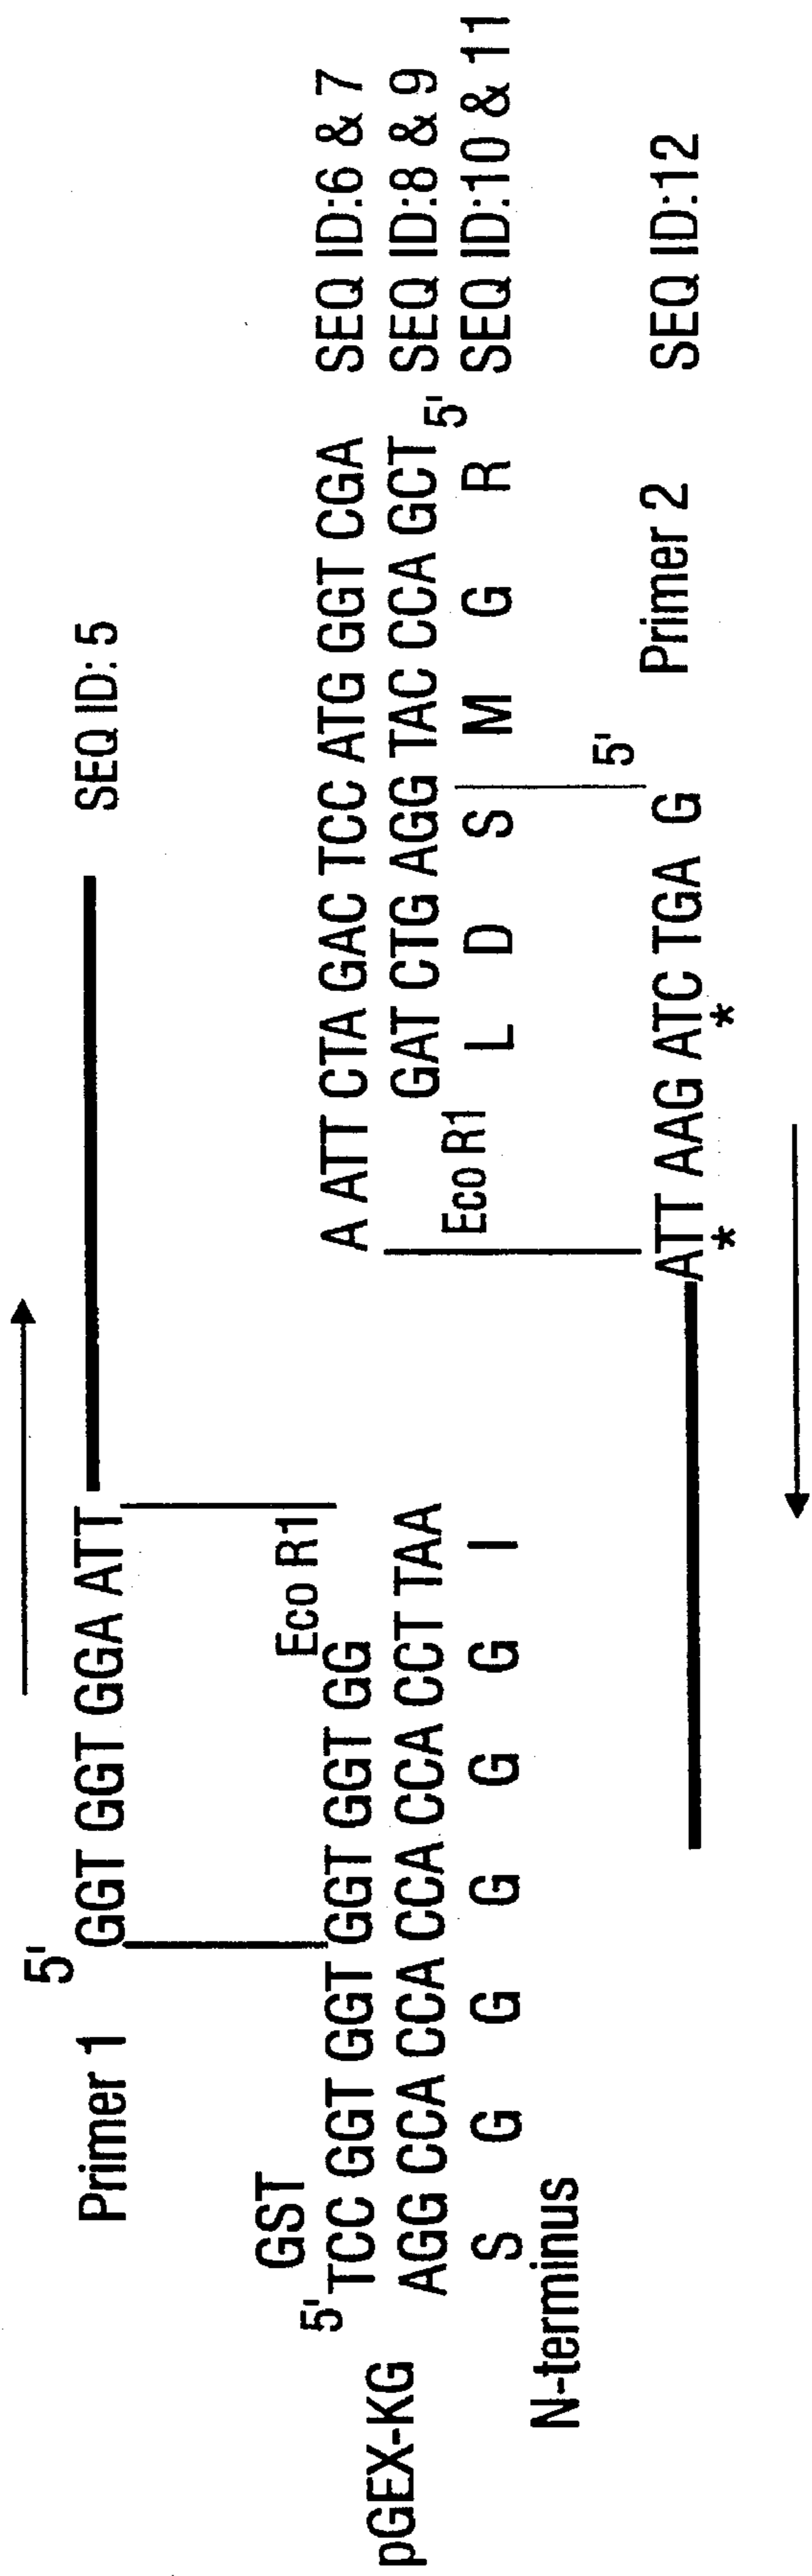 5'
Primer 1 GGT GGT GGT GGA ATT SEQ ID: 5
GST Eco R1
5' TCC GGT GGT GGT GGT GG A ATT CTA GAC TCC ATG GGT CGA SEQ ID:6 & 7
pGEX-KG AGG CCA CCA CCA CCA CCT TAA GAT CTG AGG TAC CCA GCT 5' SEQ ID:8 & 9
S G G G G G I Eco R1 L D S M G R SEQ ID:10 & 11
N-terminus
5'
ATT AAG ATC TGA G Primer 2 SEQ ID:12
* *